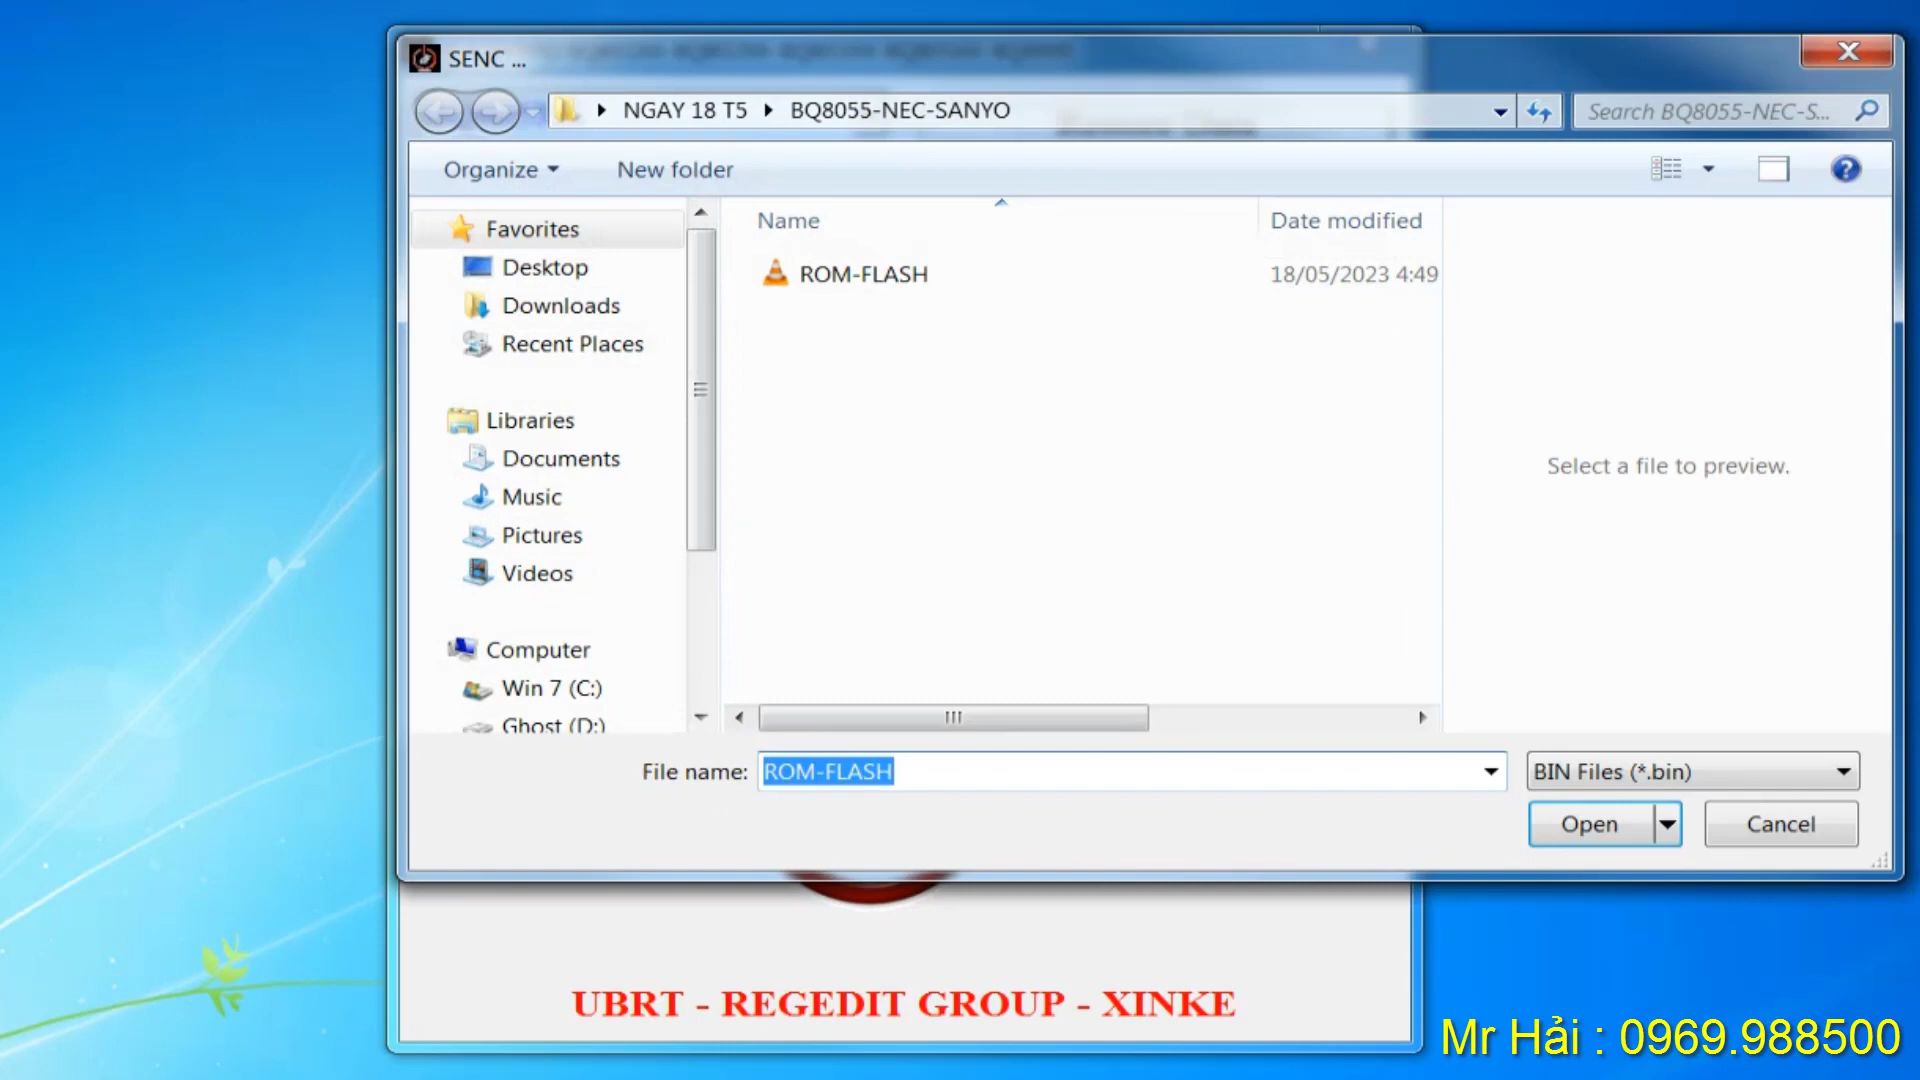 SENC ...
NGAY 18 T5 BQ8055-NEC-SANYO
Search BQ8055-NEC-S...
Organize New folder
Name Date modified
ROM-FLASH 18/05/2023 4:49
Favorites
Desktop
Downloads
Recent Places
Libraries
Documents
Music
Pictures
Videos
Computer
Win 7 (C:)
Ghost (D:)
Select a file to preview.
File name: ROM-FLASH BIN Files (*.bin)
Open Cancel
UBRT - REGEDIT GROUP - XINKE
Mr Hải : 0969.988500